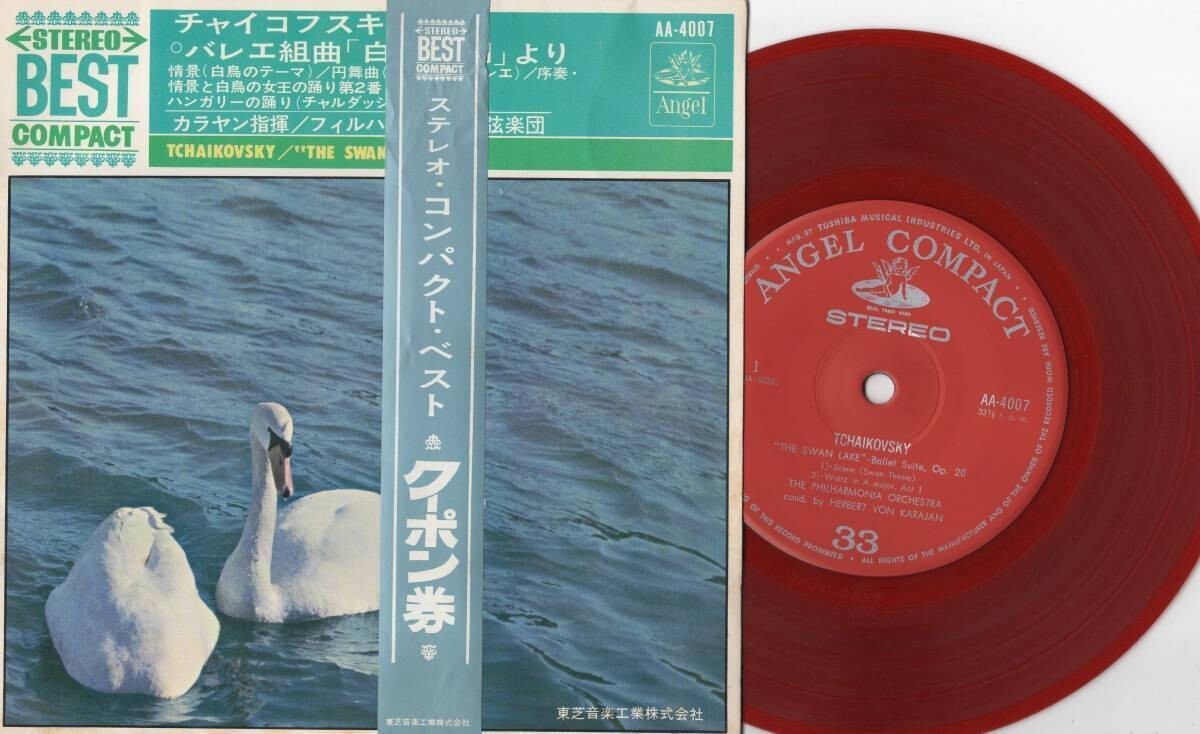 STEREO
BEST
COMPACT
チャイコフスキ
バレエ組曲「白 」より
情景(白鳥のテーマ)/円舞曲( シエ)/序奏・
情景と白鳥の女王の踊り第2番
ハンガリーの踊り(チャルダッシ
カラヤン指揮/フィルハ 弦楽団
TCHAIKOVSKY/"THE SWAN
AA-4007
Angel
STEREO
BEST
COMPACT
ステレオ・コンパクト・ベスト
クーポン券
東芝音楽工業株式会社
東芝音楽工業株式会社
MFD. BY TOSHIBA MUSICAL INDUSTRIES LTD. IN JAPAN
ANGEL COMPACT
STEREO
1
AA-4007
33⅓ r. p. m.
TCHAIKOVSKY
"THE SWAN LAKE"-Ballet Suite, Op. 20
1)-Scene (Swan Theme)
2)-Waltz in A major, Act 1
THE PHILHARMONIA ORCHESTRA
cond. by HERBERT VON KARAJAN
33
OF THIS RECORD PROHIBITED • ALL RIGHTS OF THE MANUFACTURER AND OF THE OWNER OF THE RECORDED WORK ARE RESERVED